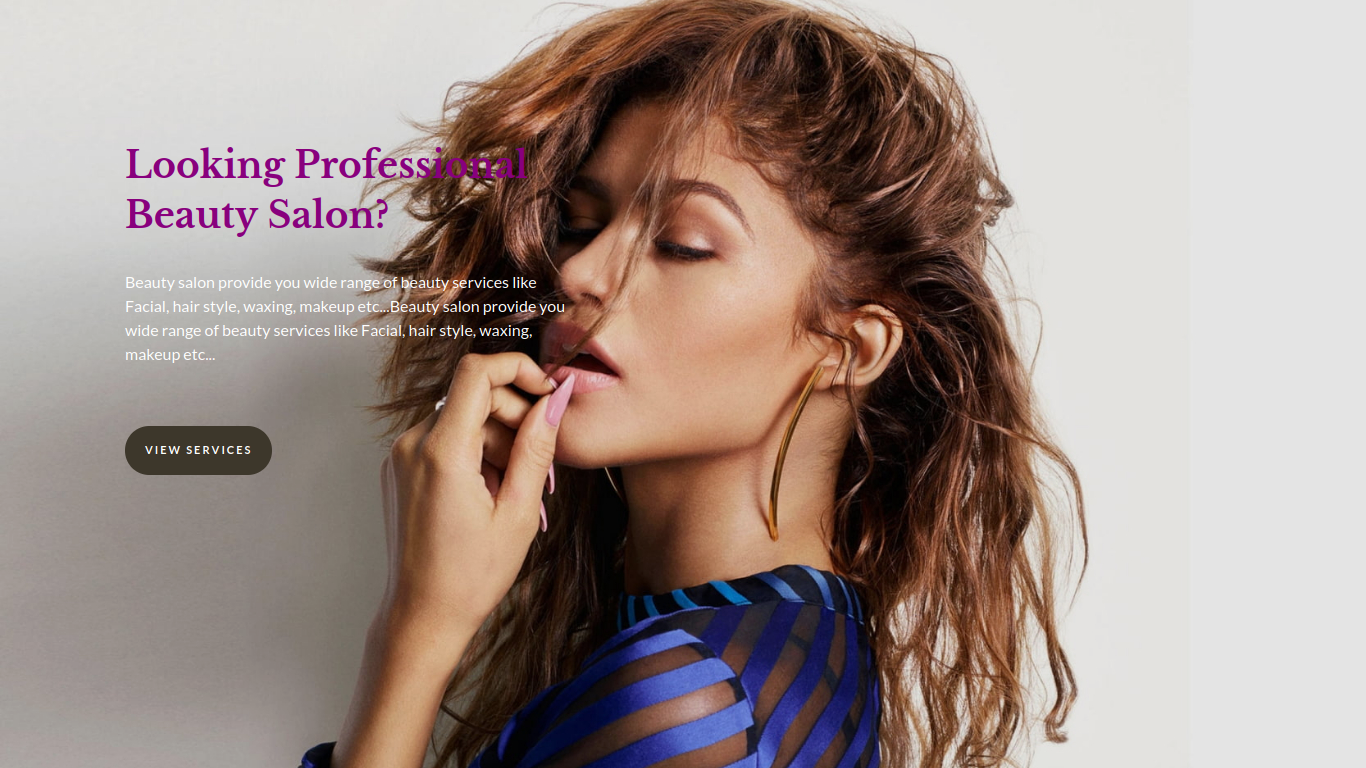 Looking Professional
Beauty Salon?
Beauty salon provide you wide range of beauty services like
Facial, hair style, waxing, makeup etc...Beauty salon provide you
wide range of beauty services like Facial, hair style, waxing,
makeup etc...
VIEW SERVICES